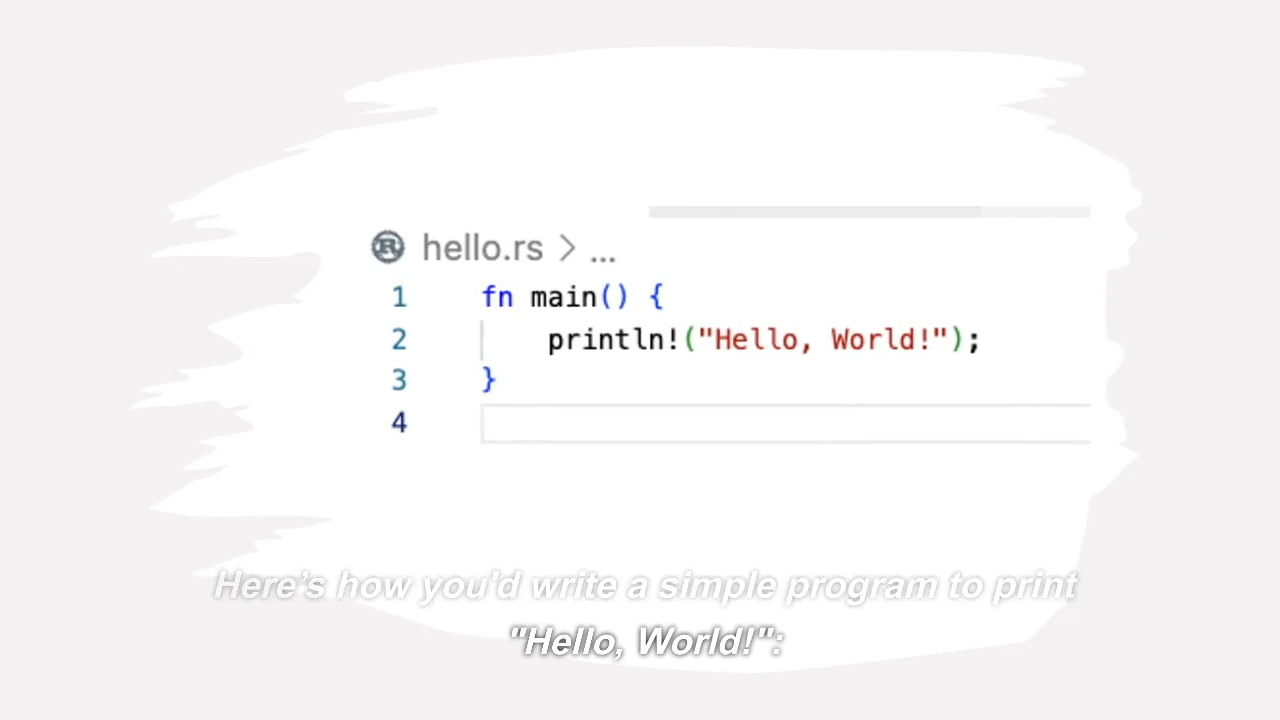 hello.rs > ...
1 fn main() {
2     println!("Hello, World!");
3 }
4
Here's how you'd write a simple program to print
"Hello, World!":